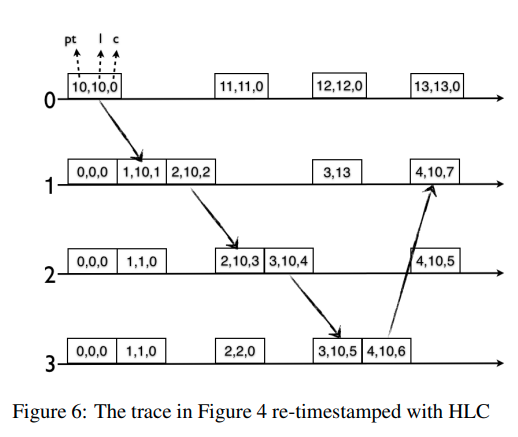 pt l c
0 10,10,0 11,11,0 12,12,0 13,13,0
1 0,0,0 1,10,1 2,10,2 3,13 4,10,7
2 0,0,0 1,1,0 2,10,3 3,10,4 4,10,5
3 0,0,0 1,1,0 2,2,0 3,10,5 4,10,6
Figure 6: The trace in Figure 4 re-timestamped with HLC